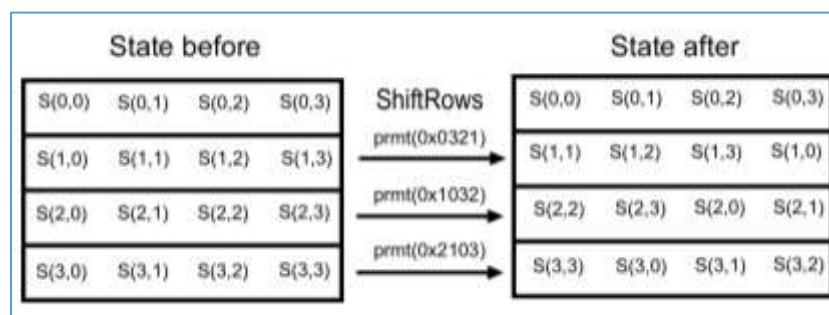 State before
State after
S(0,0) S(0,1) S(0,2) S(0,3)
ShiftRows
S(0,0) S(0,1) S(0,2) S(0,3)
prmt(0x0321)
S(1,0) S(1,1) S(1,2) S(1,3)
S(1,1) S(1,2) S(1,3) S(1,0)
prmt(0x1032)
S(2,0) S(2,1) S(2,2) S(2,3)
S(2,2) S(2,3) S(2,0) S(2,1)
prmt(0x2103)
S(3,0) S(3,1) S(3,2) S(3,3)
S(3,3) S(3,0) S(3,1) S(3,2)